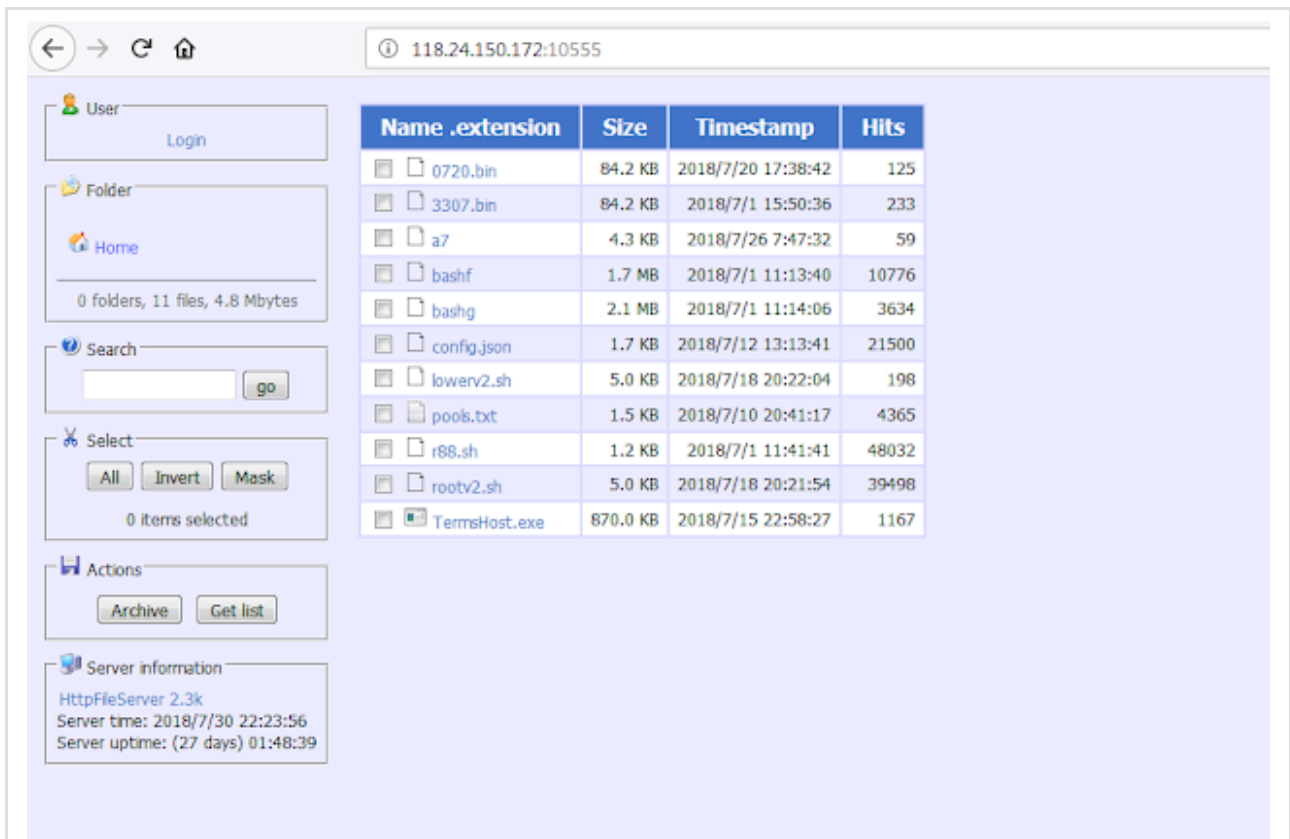 118.24.150.172:10555
User
Login
Folder
Home
0 folders, 11 files, 4.8 Mbytes
Search
go
Select
All Invert Mask
0 items selected
Actions
Archive Get list
Server information
HttpFileServer 2.3k
Server time: 2018/7/30 22:23:56
Server uptime: (27 days) 01:48:39
Name .extension Size Timestamp Hits
0720.bin 84.2 KB 2018/7/20 17:38:42 125
3307.bin 84.2 KB 2018/7/1 15:50:36 233
a7 4.3 KB 2018/7/26 7:47:32 59
bashf 1.7 MB 2018/7/1 11:13:40 10776
bashg 2.1 MB 2018/7/1 11:14:06 3634
config.json 1.7 KB 2018/7/12 13:13:41 21500
lowerv2.sh 5.0 KB 2018/7/18 20:22:04 198
pools.txt 1.5 KB 2018/7/10 20:41:17 4365
r88.sh 1.2 KB 2018/7/1 11:41:41 48032
rootv2.sh 5.0 KB 2018/7/18 20:21:54 39498
TermsHost.exe 870.0 KB 2018/7/15 22:58:27 1167